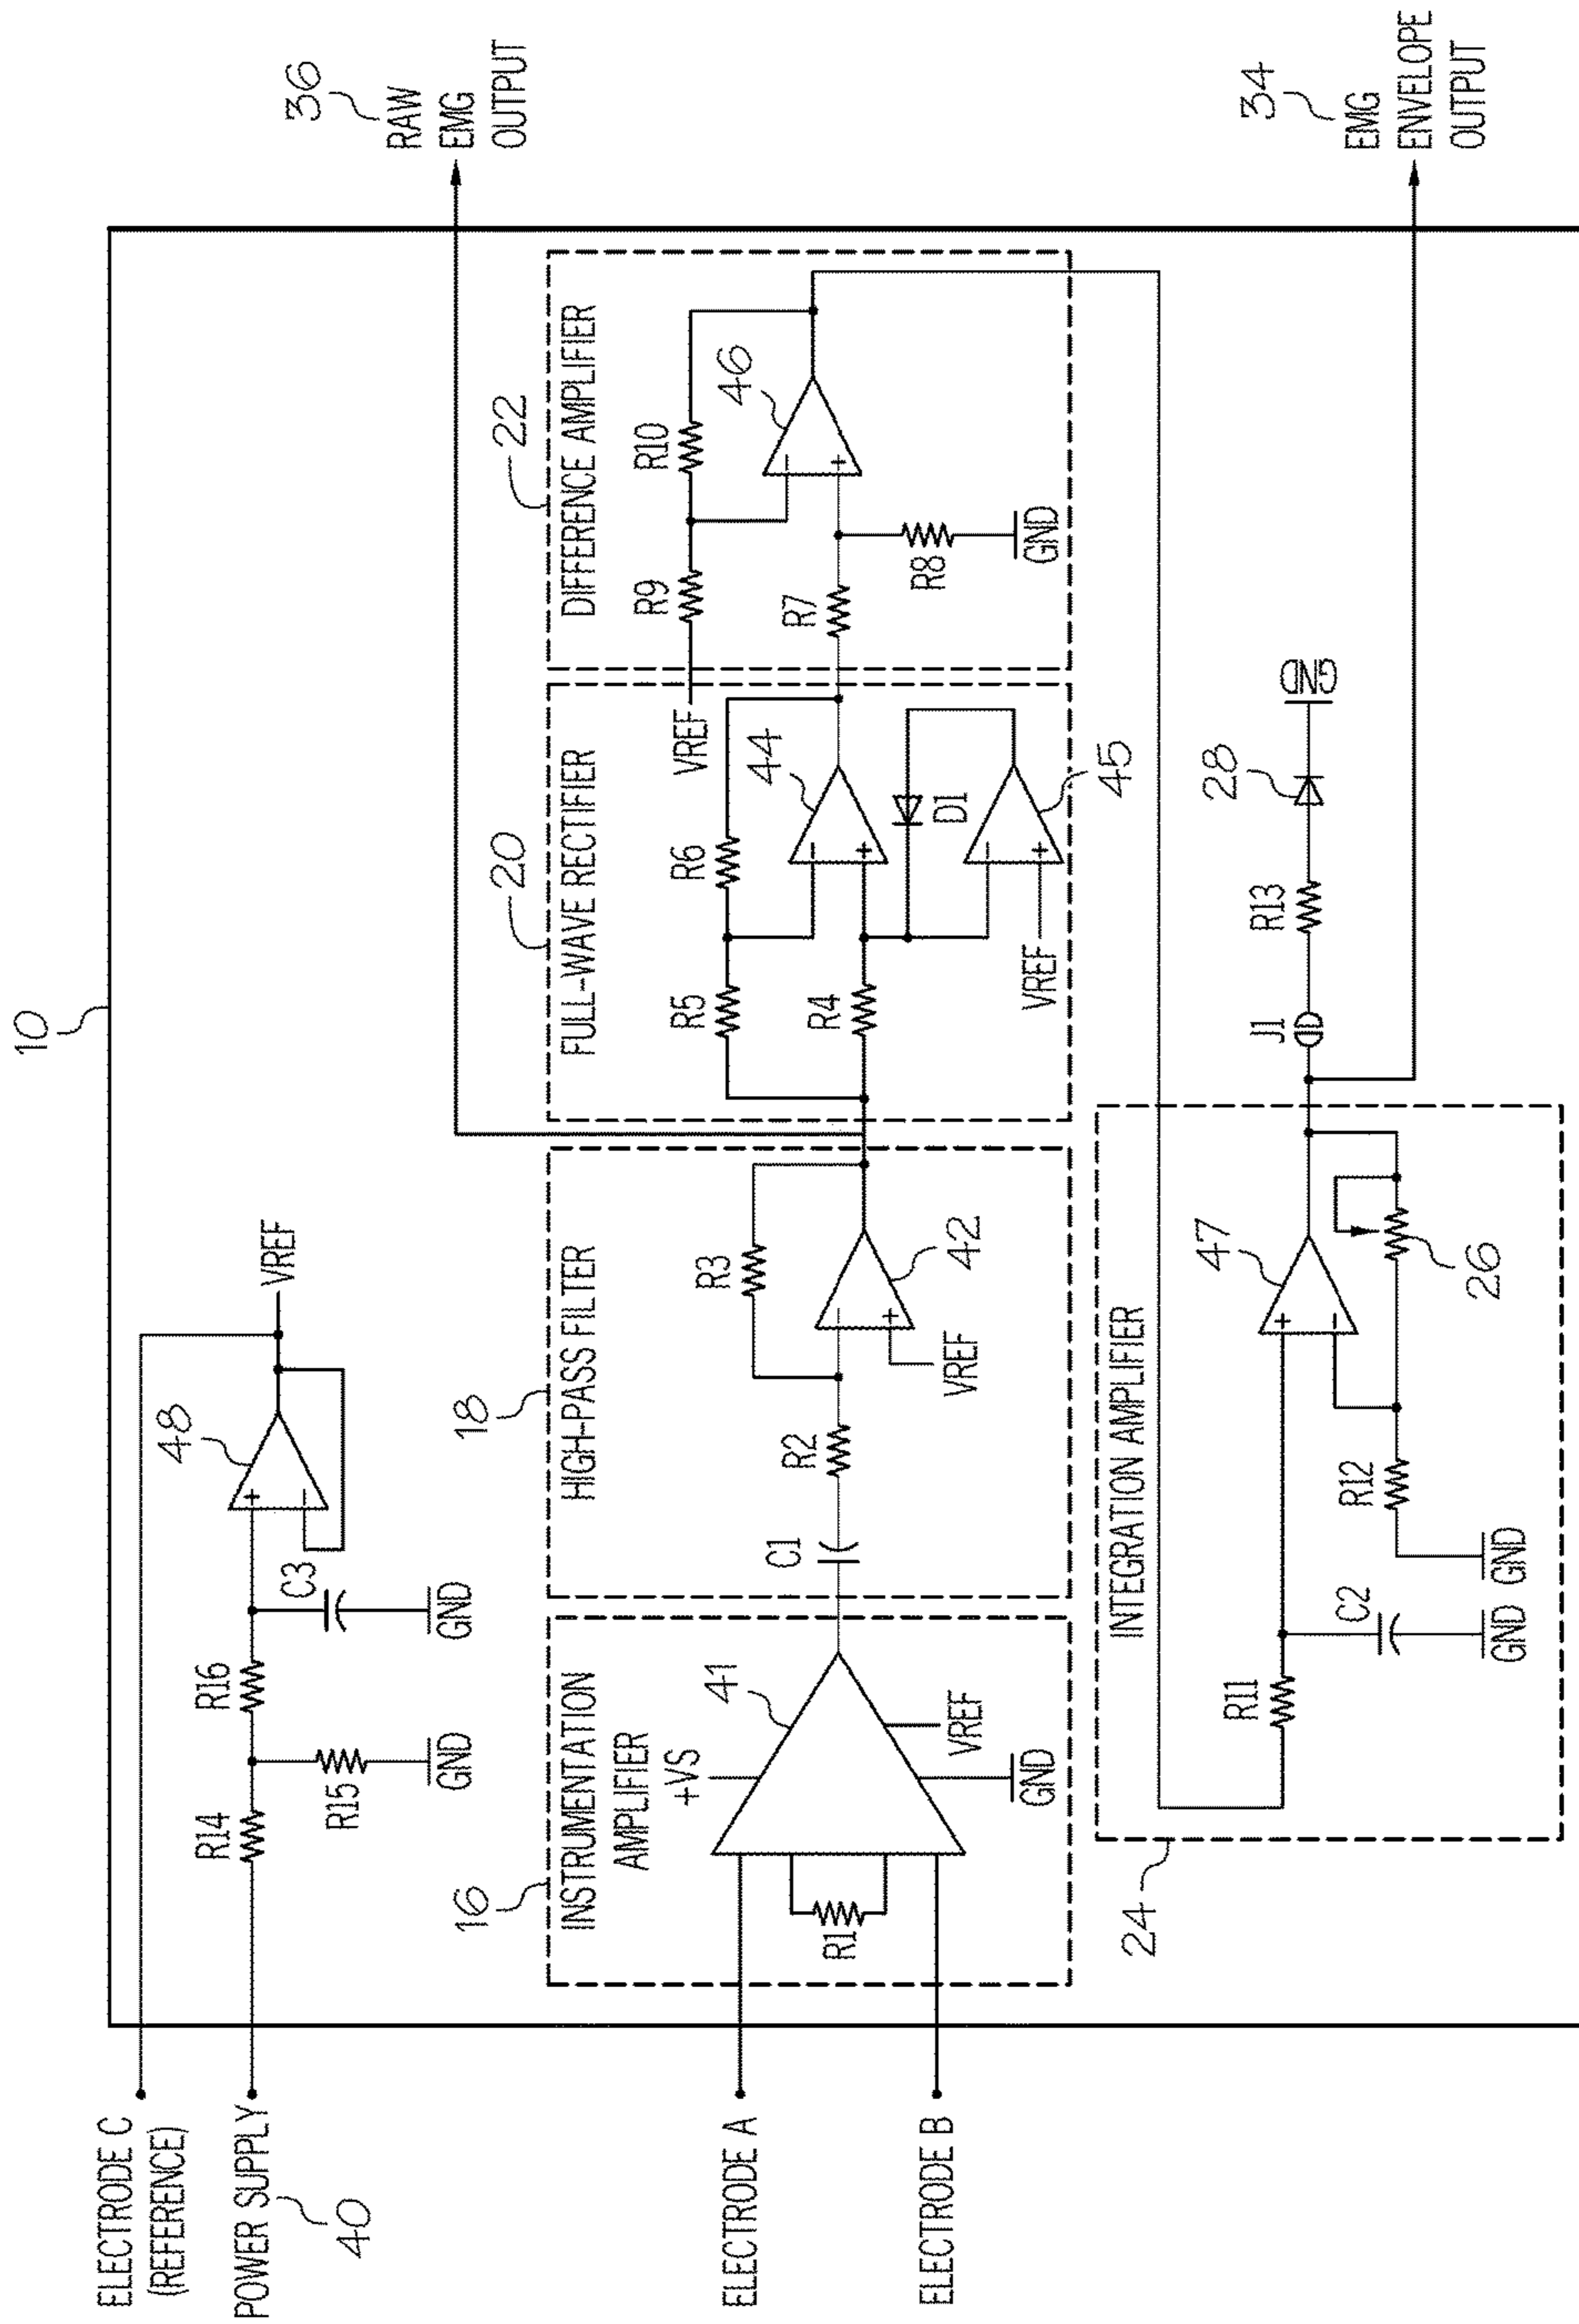 10
ELECTRODE C
(REFERENCE)
POWER SUPPLY
40
R14
R15
GND
R16
C3
GND
48
+
−
VREF
36
RAW
EMG
OUTPUT
16
INSTRUMENTATION
AMPLIFIER
+VS
41
R1
VREF
GND
ELECTRODE A
ELECTRODE B
18
HIGH-PASS FILTER
C1
R2
R3
−
+
VREF
42
20
FULL-WAVE RECTIFIER
R5
R6
R4
−
+
44
D1
−
+
VREF
45
22
DIFFERENCE AMPLIFIER
VREF
R9
R10
R7
R8
GND
−
+
46
24
INTEGRATION AMPLIFIER
R11
C2
GND
R12
GND
+
−
47
26
J1
R13
28
GND
34
EMG
ENVELOPE
OUTPUT